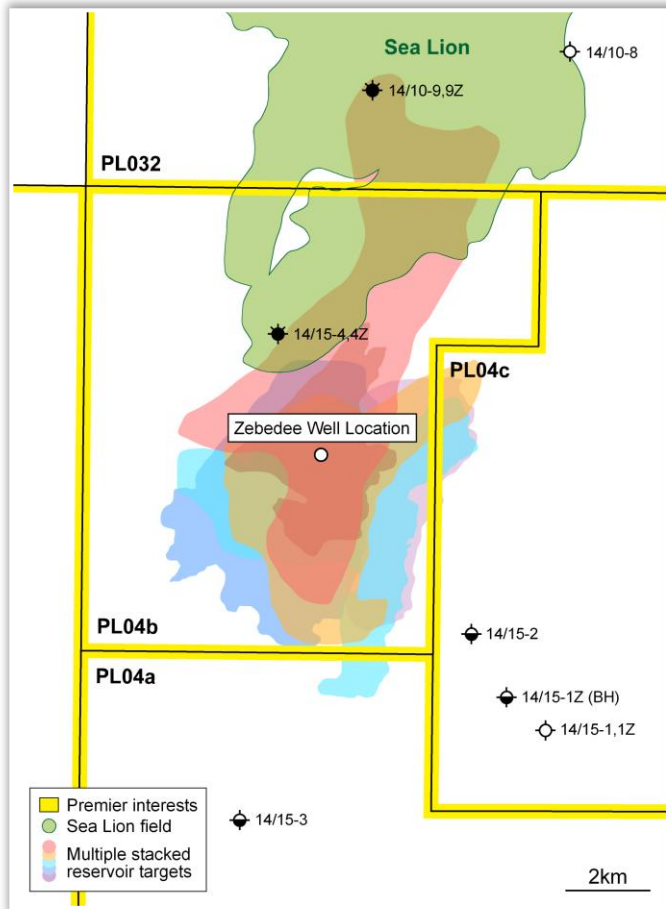 Sea Lion
14/10-8
14/10-9,9Z
PL032
14/15-4,4Z
PL04c
Zebedee Well Location
PL04b
14/15-2
PL04a
14/15-1Z (BH)
14/15-1,1Z
14/15-3
Premier interests
Sea Lion field
Multiple stacked
reservoir targets
2km